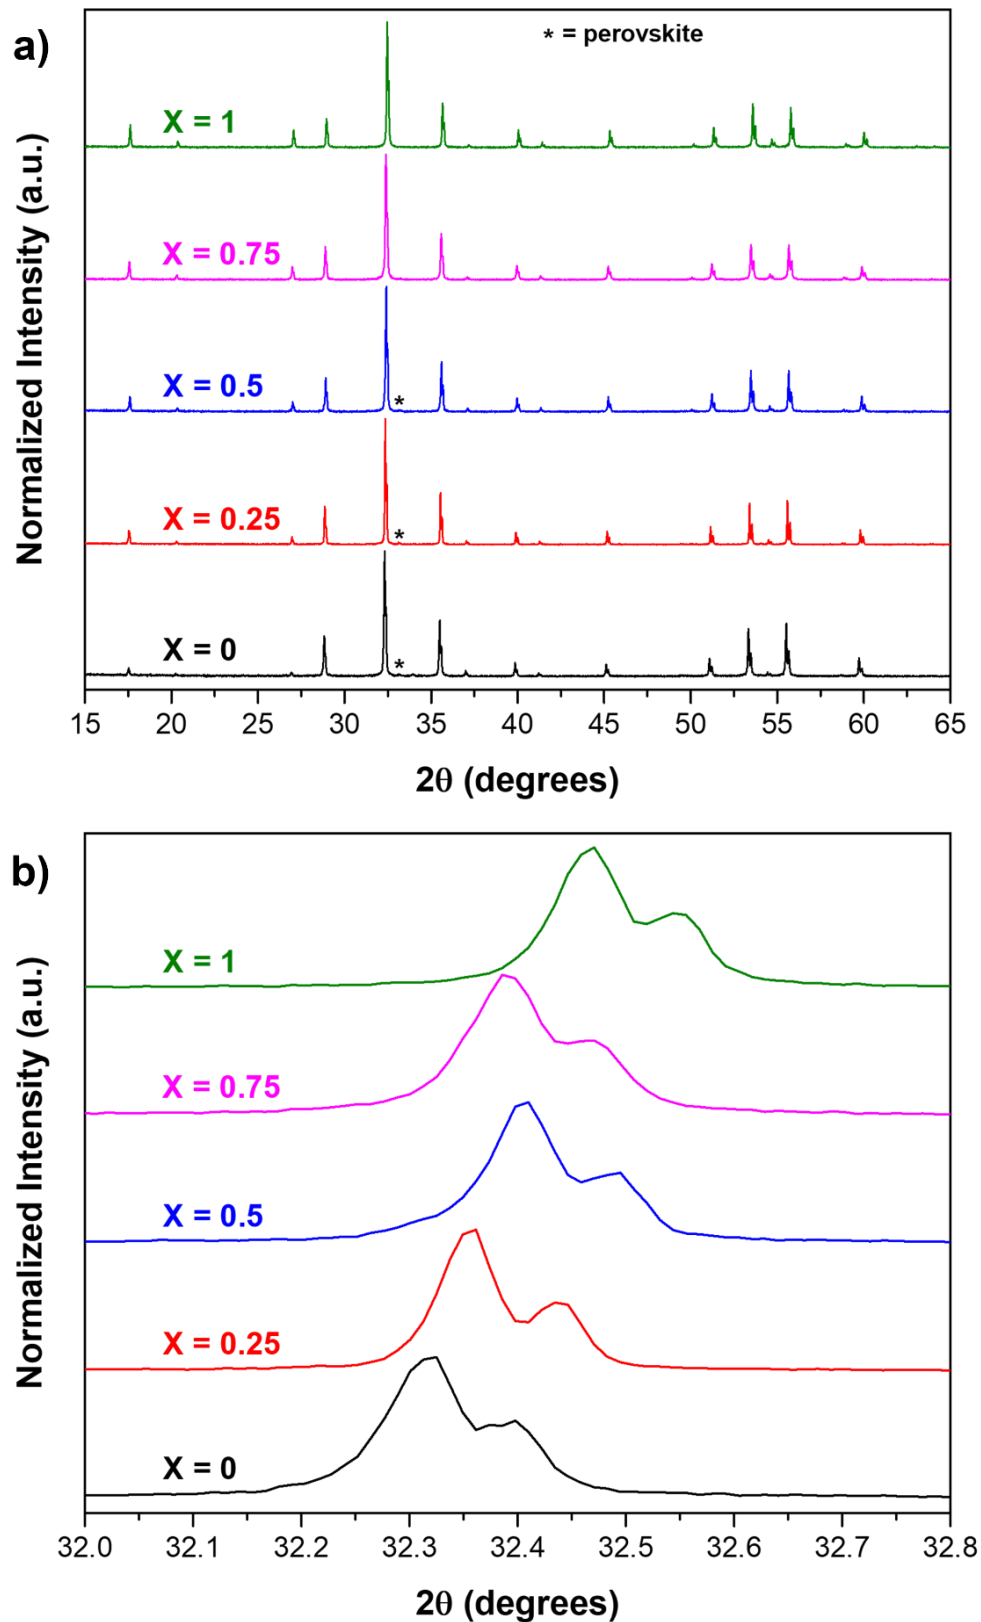 a)
* = perovskite
X = 1
X = 0.75
X = 0.5
*
X = 0.25
*
X = 0
*
Normalized Intensity (a.u.)
15 20 25 30 35 40 45 50 55 60 65
2θ (degrees)
b)
X = 1
X = 0.75
X = 0.5
X = 0.25
X = 0
Normalized Intensity (a.u.)
32.0 32.1 32.2 32.3 32.4 32.5 32.6 32.7 32.8
2θ (degrees)